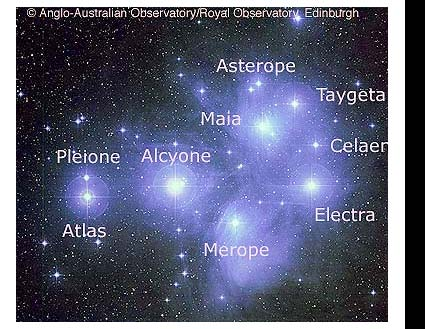 © Anglo-Australian Observatory/Royal Observatory, Edinburgh
Asterope
Taygeta
Maia
Celaen
Pleione Alcyone
Electra
Atlas
Merope